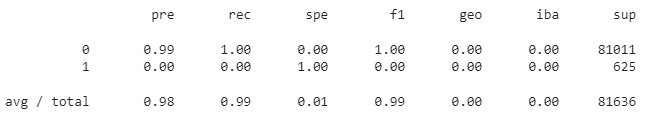 pre rec spe f1 geo iba sup
0 0.99 1.00 0.00 1.00 0.00 0.00 81011
1 0.00 0.00 1.00 0.00 0.00 0.00 625
avg / total 0.98 0.99 0.01 0.99 0.00 0.00 81636